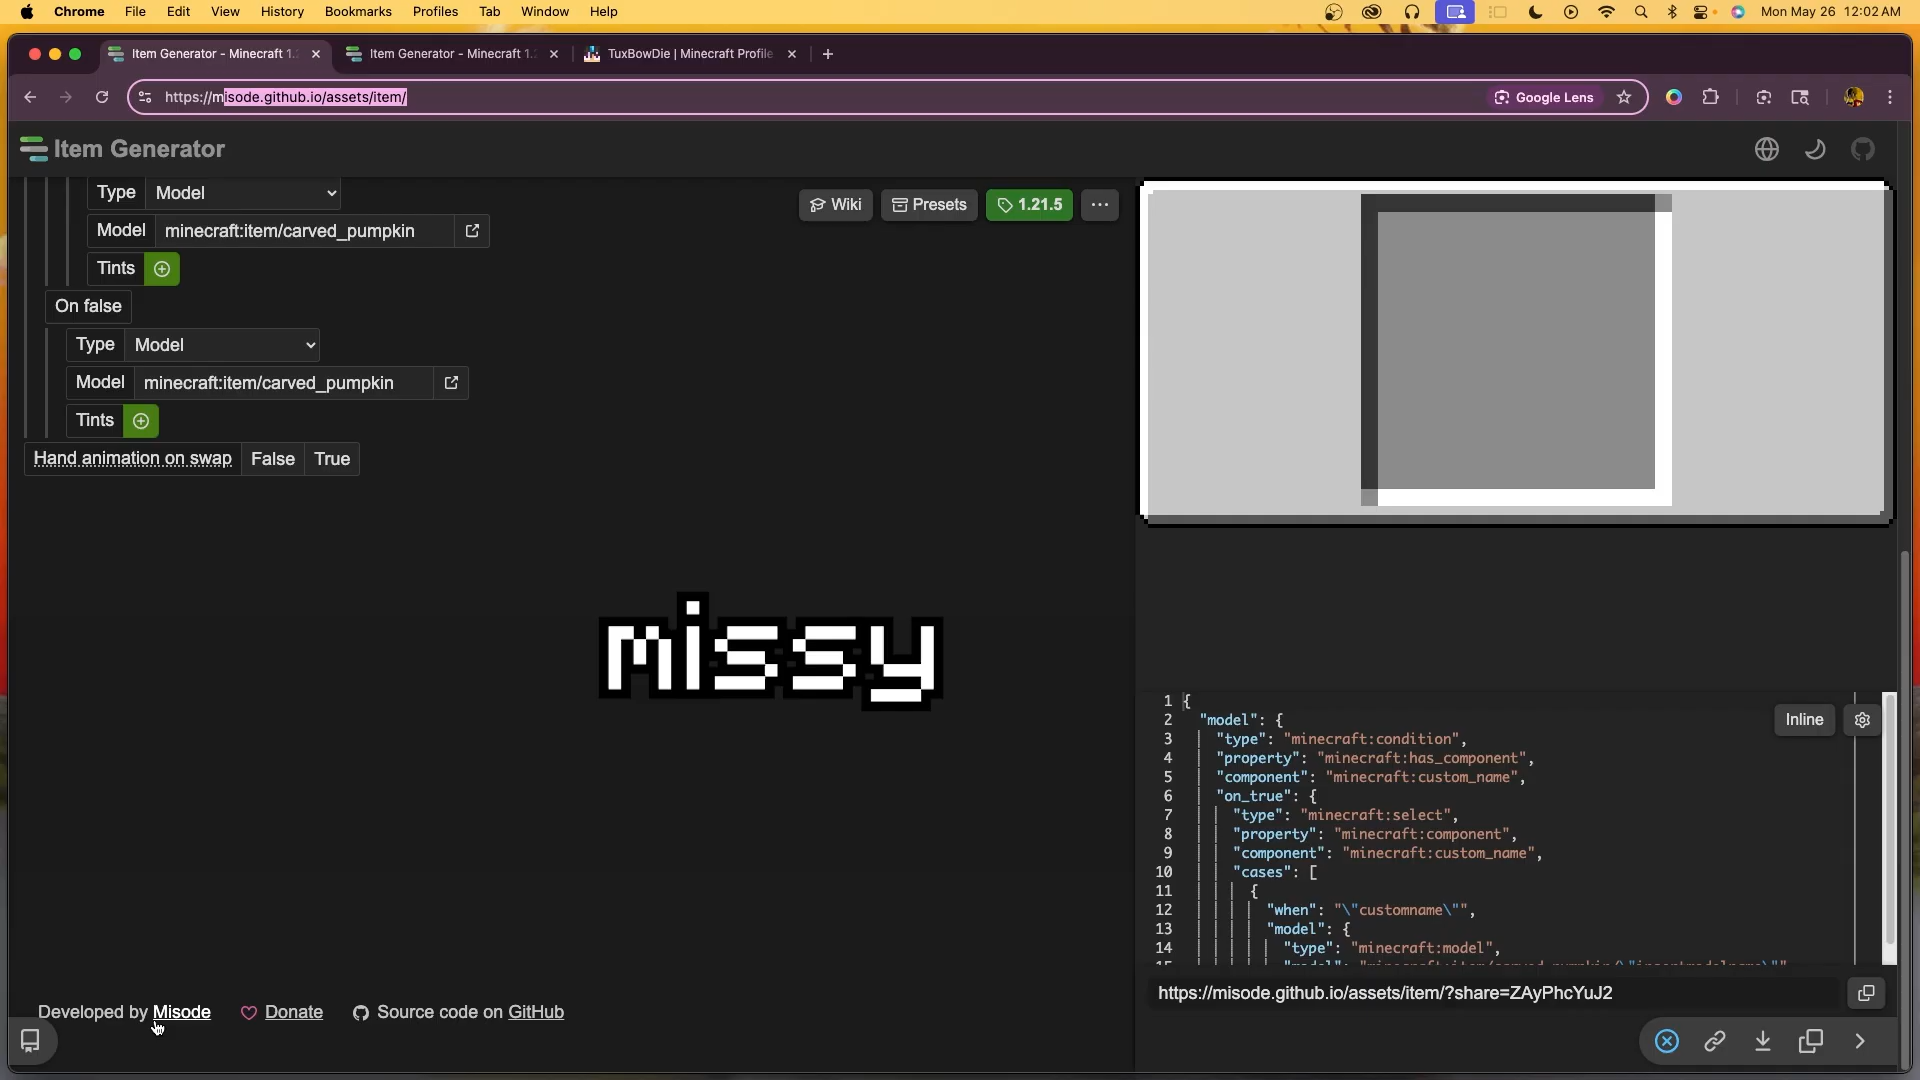 Chrome File Edit View History Bookmarks Profiles Tab Window Help Mon May 26 12:02 AM
Item Generator - Minecraft 1. Item Generator - Minecraft 1. TuxBowDie | Minecraft Profile
https://misode.github.io/assets/item/ Google Lens
Item Generator
Type Model
Wiki Presets 1.21.5
Model minecraft:item/carved_pumpkin
Tints
On false
Type Model
Model minecraft:item/carved_pumpkin
Tints
Hand animation on swap False True
missy
1 {
2 "model": {
Inline
3 "type": "minecraft:condition",
4 "property": "minecraft:has_component",
5 "component": "minecraft:custom_name",
6 "on_true": {
7 "type": "minecraft:select",
8 "property": "minecraft:component",
9 "component": "minecraft:custom_name",
10 "cases": [
11 {
12 "when": "\"customname\"",
13 "model": {
14 "type": "minecraft:model",
https://misode.github.io/assets/item/?share=ZAyPhcYuJ2
Developed by Misode Donate Source code on GitHub